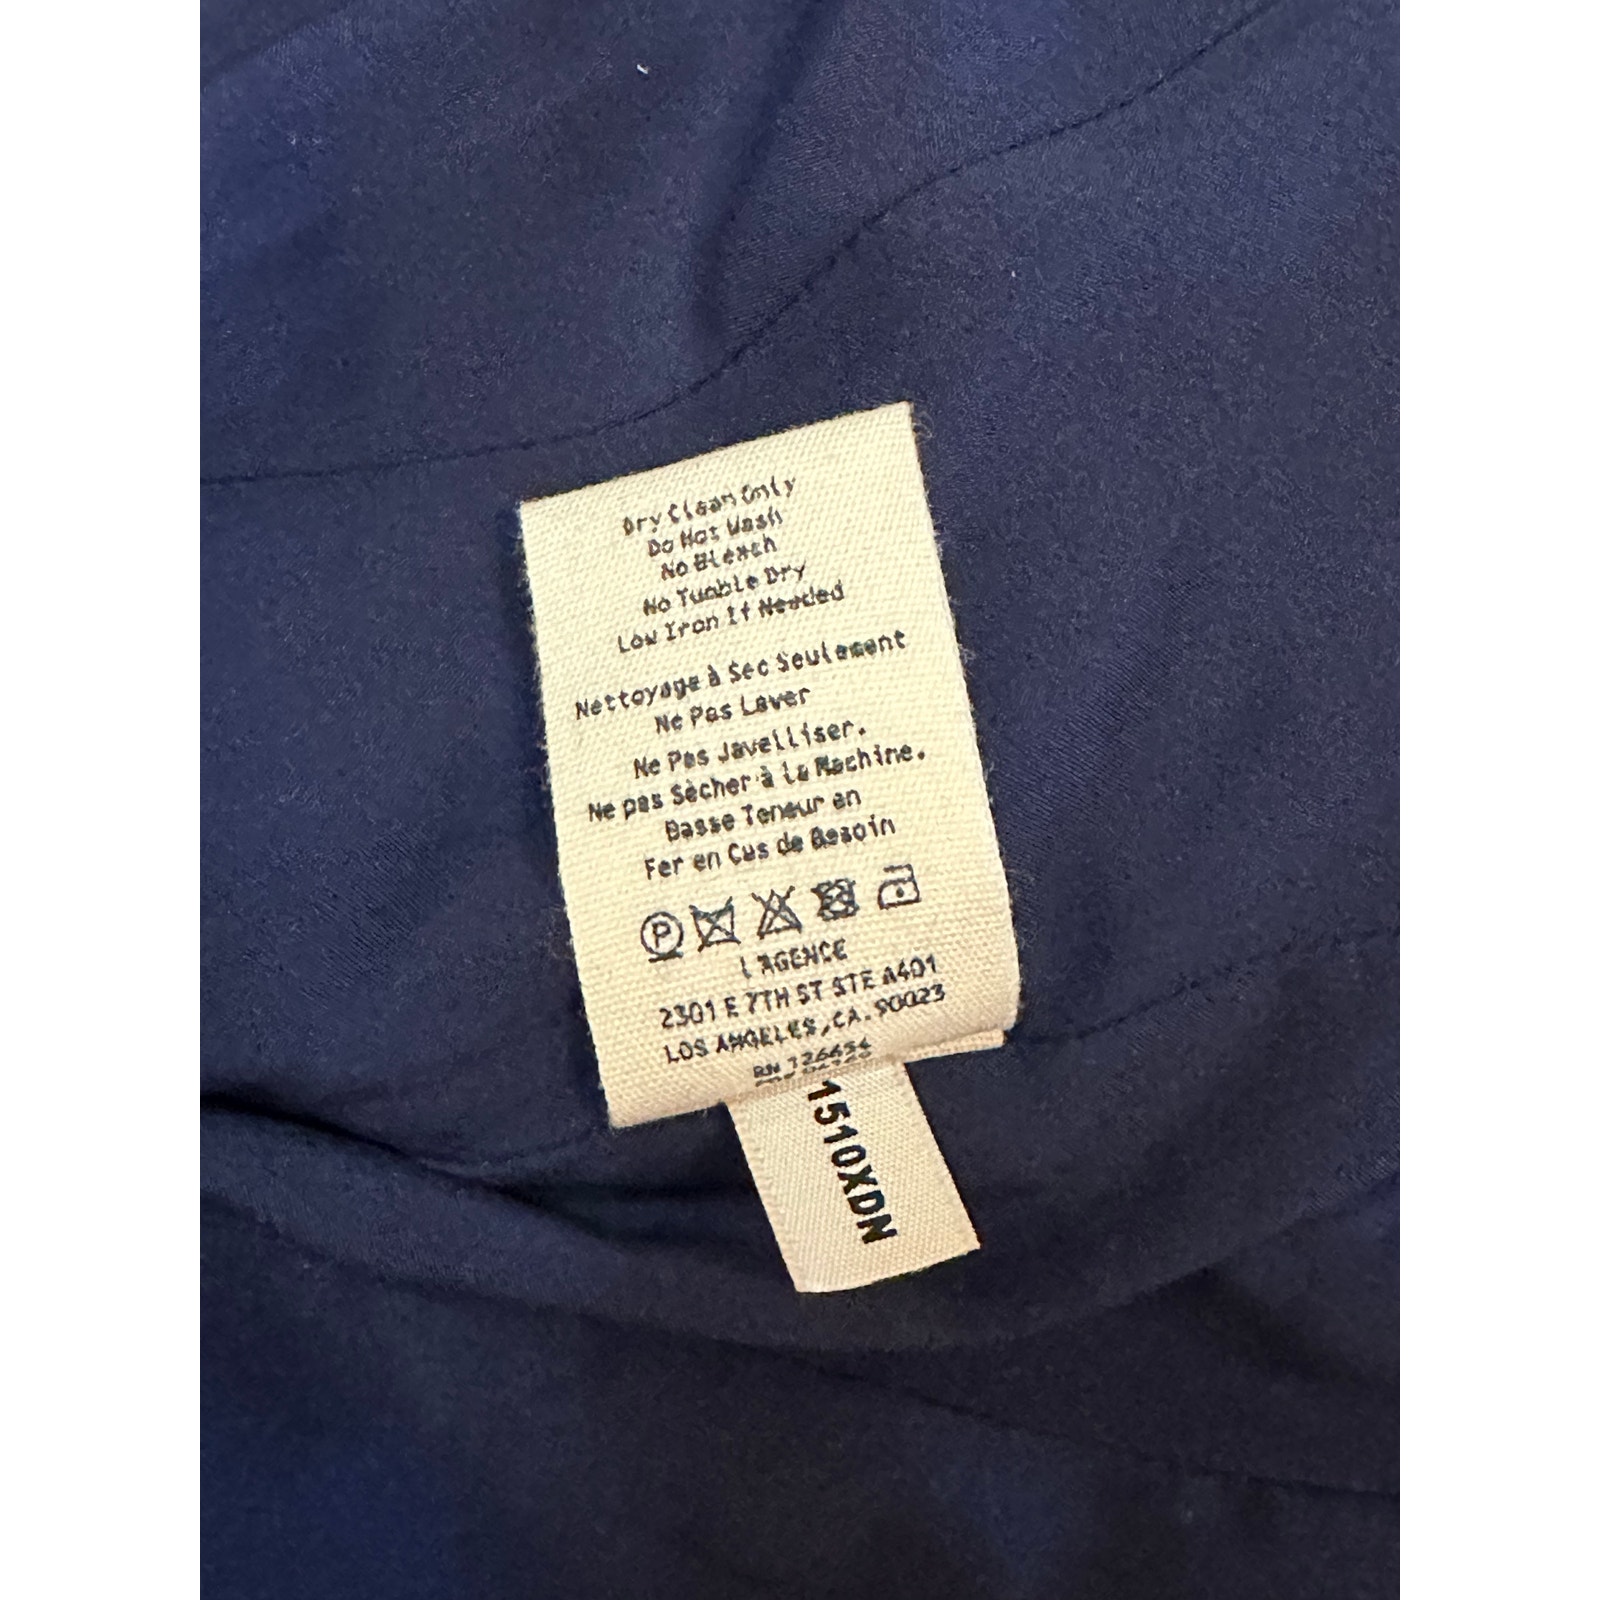 Dry Clean Only
Do Not Wash
No Bleach
No Tumble Dry
Low Iron If Needed
Nettoyage à Sec Seulement
Ne Pas Laver
Ne Pas Javelliser.
Ne pas Sècher à la Machine.
Basse Teneur en
Fer en Cas de Besoin
P
L'AGENCE
2301 E 7TH ST STE A401
LOS ANGELES, CA. 90023
RN 126454
1510XDN